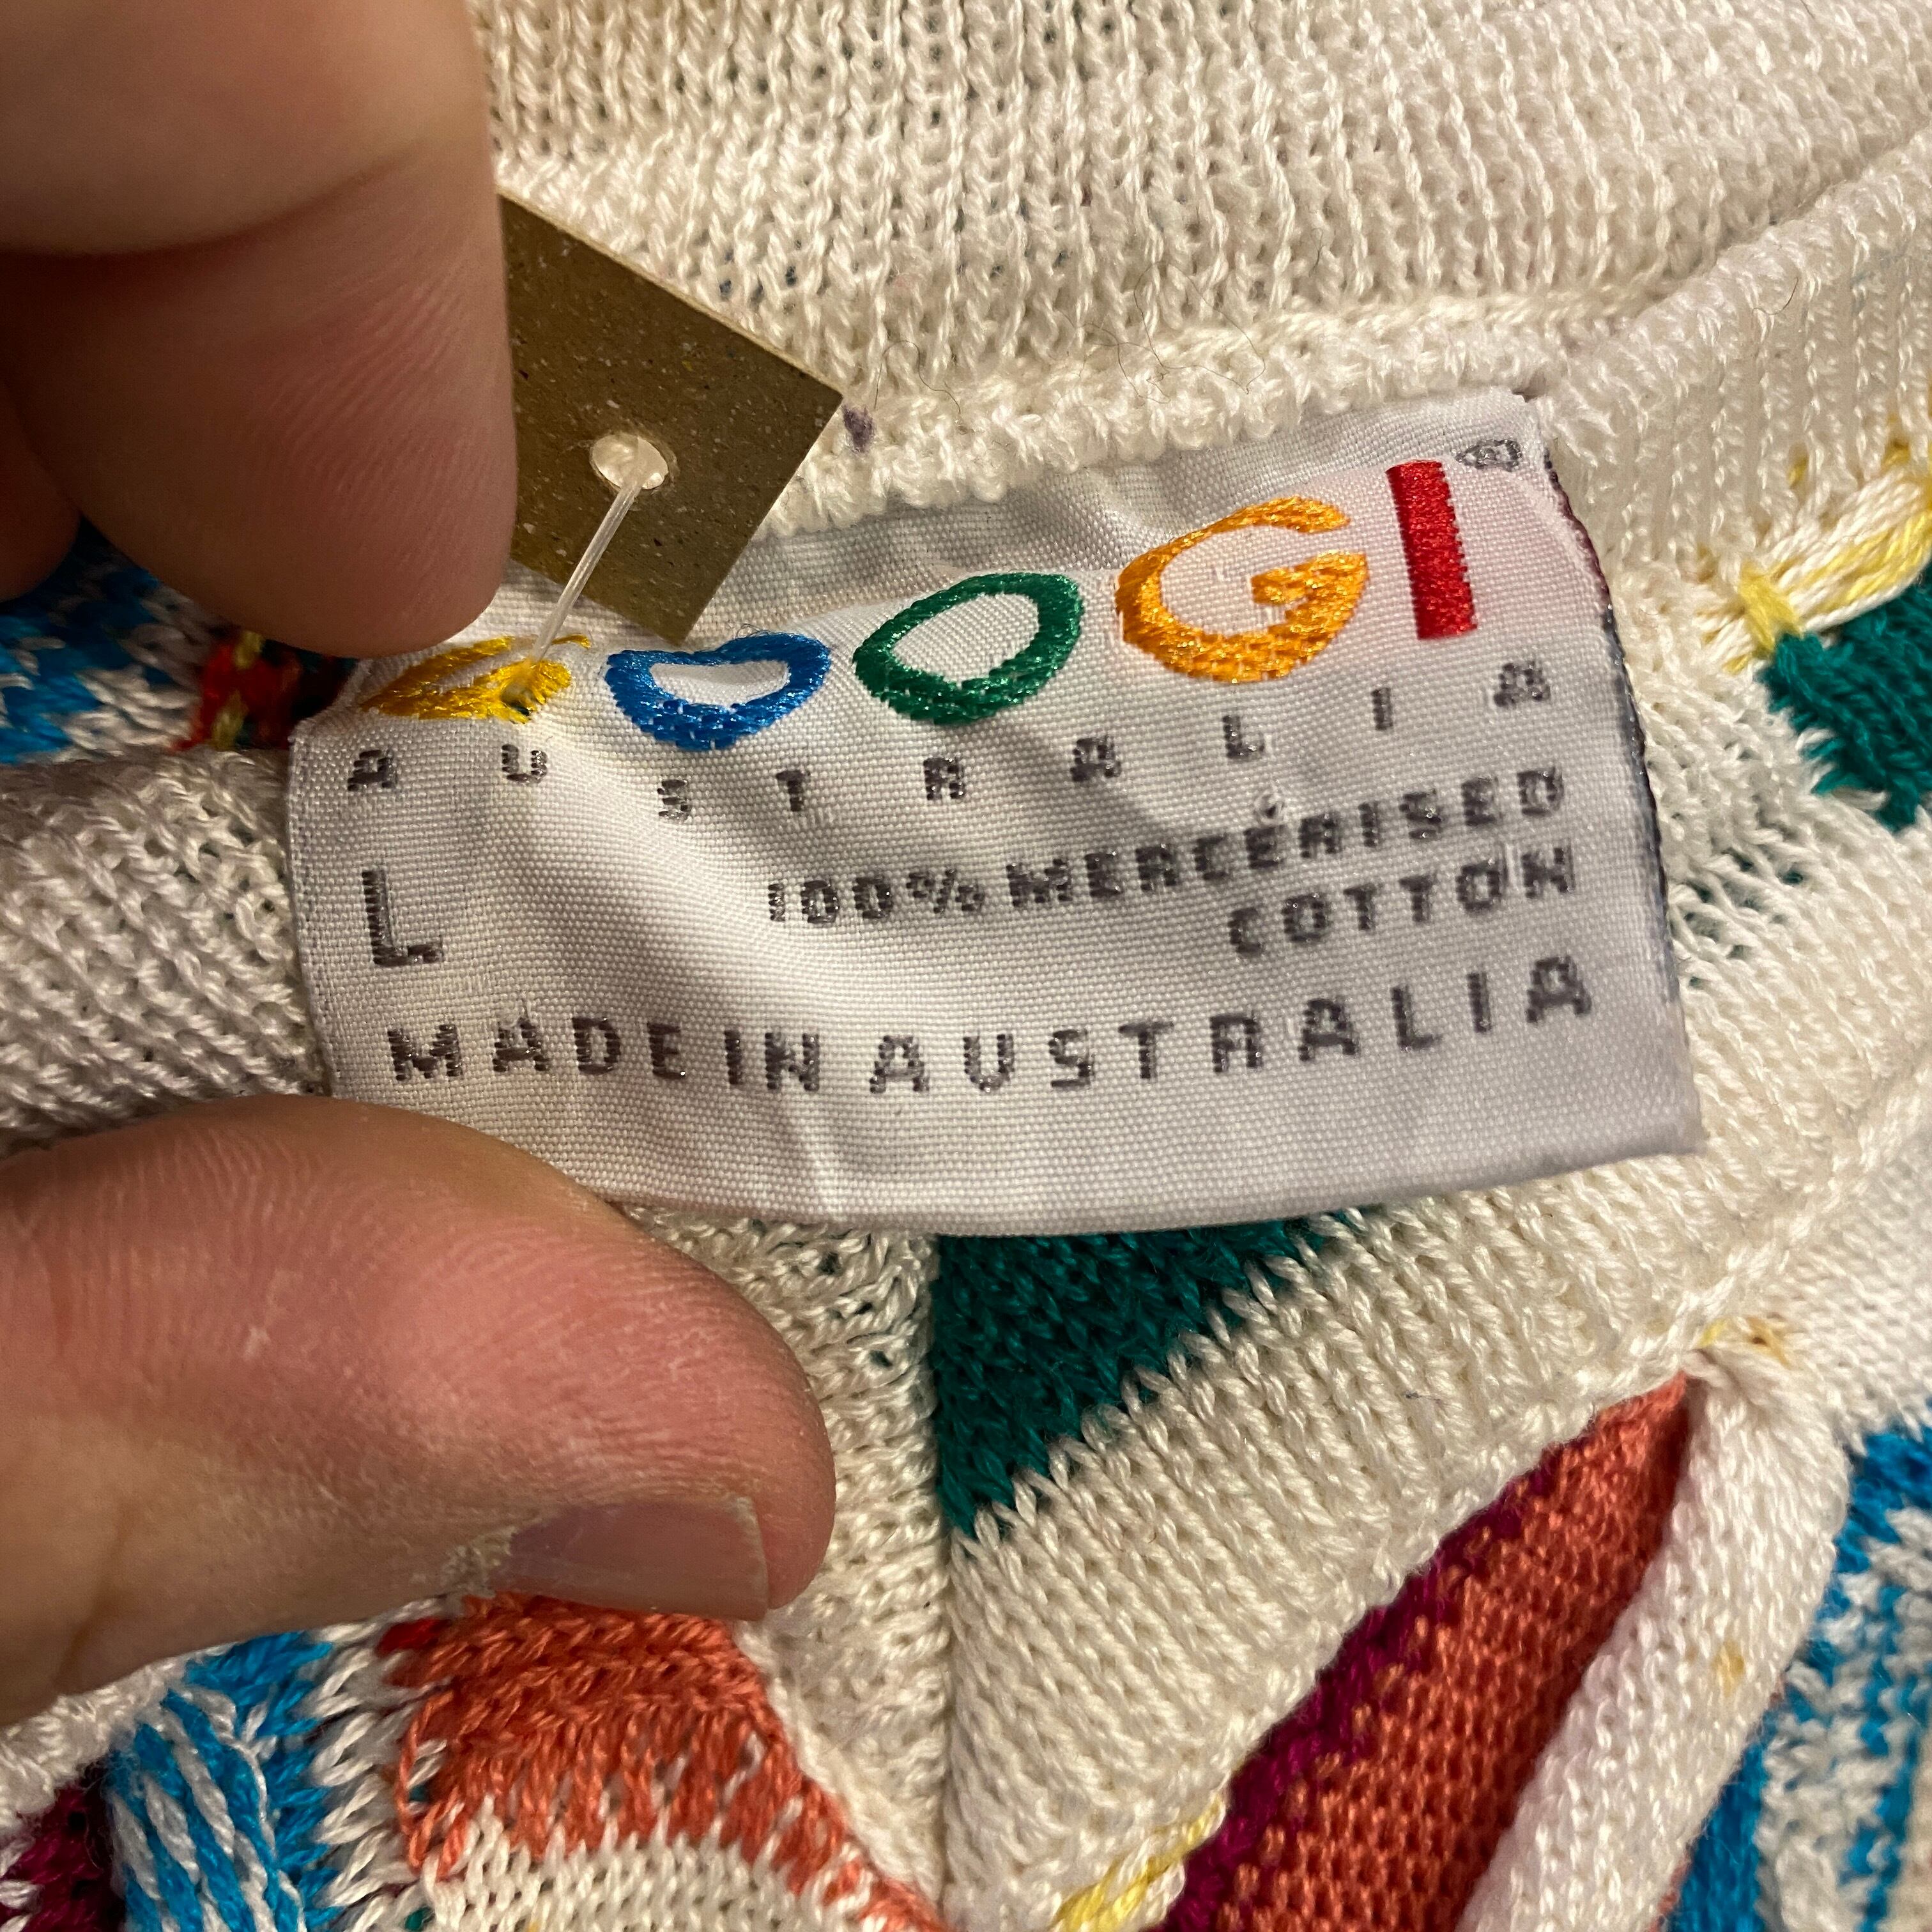 COOGI®
AUSTRALIA
L 100% MERCERISED
COTTON
MADE IN AUSTRALIA